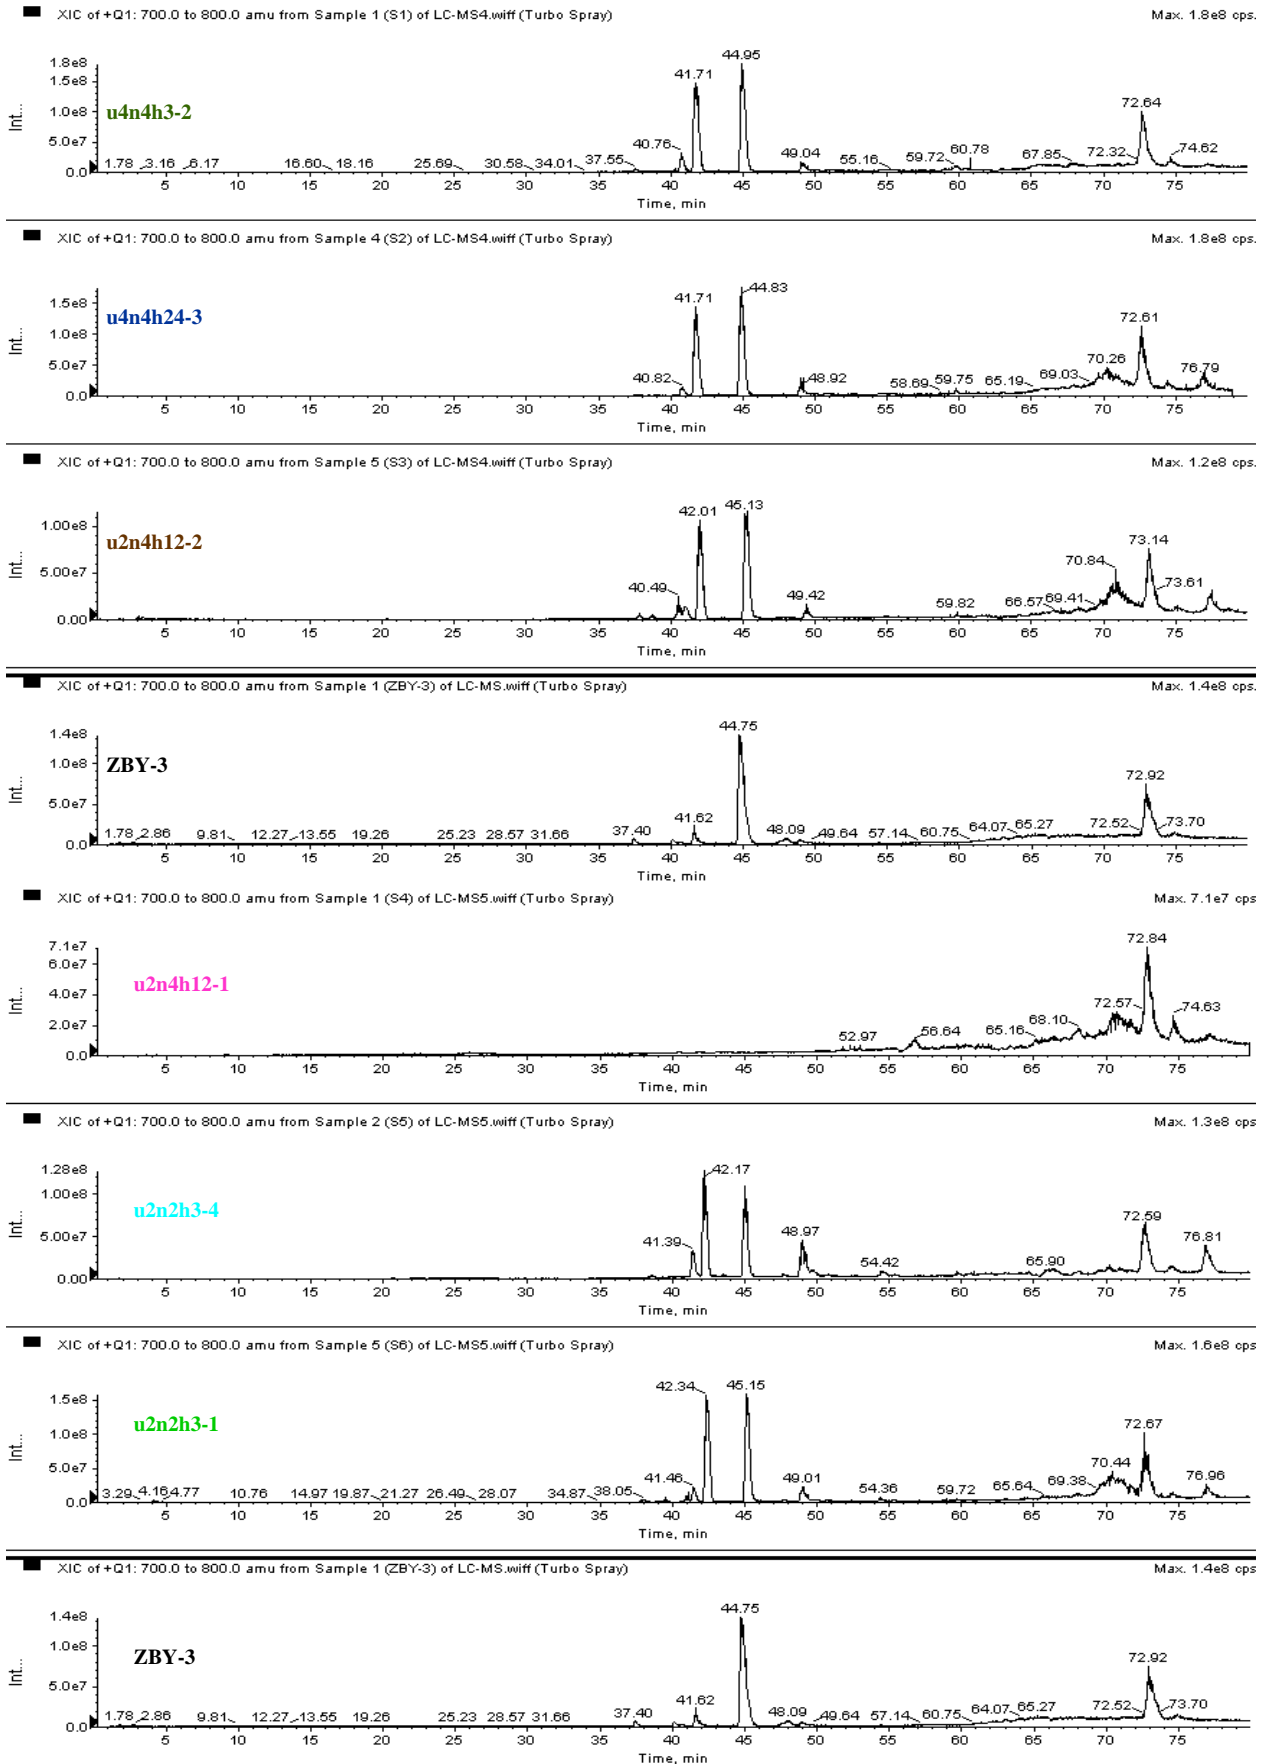 XIC of +Q1: 700.0 to 800.0 amu from Sample 1 (S1) of LC-MS4.wiff (Turbo Spray) Max. 1.8e8 cps.
44.95
1.8e8 41.71
1.5e8 72.64
1.0e8 u4n4h3-2
5.0e7 40.76 49.04 60.78 74.62
1.78 3.16 6.17 16.60 18.16 25.69 30.58 34.01 37.55 55.16 59.72 67.85 72.32
0.0
Int...
5 10 15 20 25 30 35 40 45 50 55 60 65 70 75
Time, min
XIC of +Q1: 700.0 to 800.0 amu from Sample 4 (S2) of LC-MS4.wiff (Turbo Spray) Max. 1.8e8 cps.
41.71 44.83
1.5e8 u4n4h24-3 72.61
1.0e8
5.0e7 70.26 76.79
40.82 48.92 58.69 59.75 65.19 69.03
0.0
Int...
5 10 15 20 25 30 35 40 45 50 55 60 65 70 75
Time, min
XIC of +Q1: 700.0 to 800.0 amu from Sample 5 (S3) of LC-MS4.wiff (Turbo Spray) Max. 1.2e8 cps.
42.01 45.13
1.00e8 u2n4h12-2 73.14
5.00e7 70.84
40.49 49.42 59.82 66.57 69.41 73.61
0.00
Int...
5 10 15 20 25 30 35 40 45 50 55 60 65 70 75
Time, min
XIC of +Q1: 700.0 to 800.0 amu from Sample 1 (ZBY-3) of LC-MS.wiff (Turbo Spray) Max. 1.4e8 cps.
44.75
1.4e8
1.0e8 ZBY-3 72.92
5.0e7 41.62
1.78 2.86 9.81 12.27 13.55 19.26 25.23 28.57 31.66 37.40 48.09 49.64 57.14 60.75 64.07 65.27 72.52 73.70
0.0
Int...
5 10 15 20 25 30 35 40 45 50 55 60 65 70 75
Time, min
XIC of +Q1: 700.0 to 800.0 amu from Sample 1 (S4) of LC-MS5.wiff (Turbo Spray) Max. 7.1e7 cps
72.84
7.1e7
6.0e7 u2n4h12-1
4.0e7 72.57 74.63
2.0e7 52.97 56.64 65.16 68.10
0.0
Int...
5 10 15 20 25 30 35 40 45 50 55 60 65 70 75
Time, min
XIC of +Q1: 700.0 to 800.0 amu from Sample 2 (S5) of LC-MS5.wiff (Turbo Spray) Max. 1.3e8 cps
1.28e8 42.17
1.00e8 u2n2h3-4 72.59
5.00e7 41.39 48.97 54.42 65.90 76.81
0.00
Int...
5 10 15 20 25 30 35 40 45 50 55 60 65 70 75
Time, min
XIC of +Q1: 700.0 to 800.0 amu from Sample 5 (S6) of LC-MS5.wiff (Turbo Spray) Max. 1.6e8 cps
42.34 45.15
1.5e8 u2n2h3-1 72.67
1.0e8
5.0e7 41.46 49.01 70.44 76.96
3.29 4.16 4.77 10.76 14.97 19.87 21.27 26.49 28.07 34.87 38.05 54.36 59.72 65.64 69.38
0.0
Int...
5 10 15 20 25 30 35 40 45 50 55 60 65 70 75
Time, min
XIC of +Q1: 700.0 to 800.0 amu from Sample 1 (ZBY-3) of LC-MS.wiff (Turbo Spray) Max. 1.4e8 cps
44.75
1.4e8
1.0e8 ZBY-3 72.92
5.0e7 41.62
1.78 2.86 9.81 12.27 13.55 19.26 25.23 28.57 31.66 37.40 48.09 49.64 57.14 60.75 64.07 65.27 72.52 73.70
0.0
Int...
5 10 15 20 25 30 35 40 45 50 55 60 65 70 75
Time, min